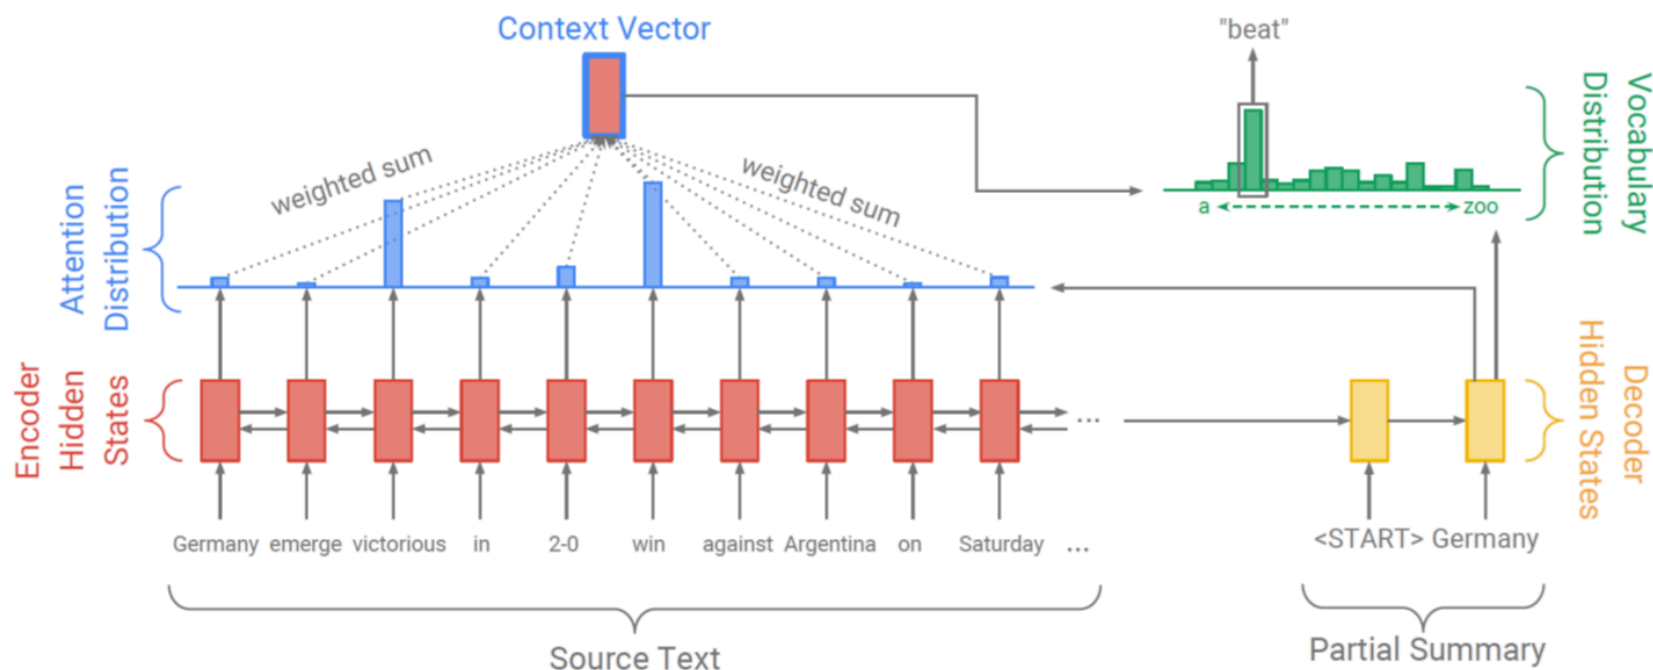 Context Vector
"beat"
weighted sum
weighted sum
Attention
Distribution
a
zoo
Vocabulary
Distribution
Encoder
Hidden
States
...
Decoder
Hidden States
Germany emerge victorious in 2-0 win against Argentina on Saturday ...
<START> Germany
Source Text
Partial Summary